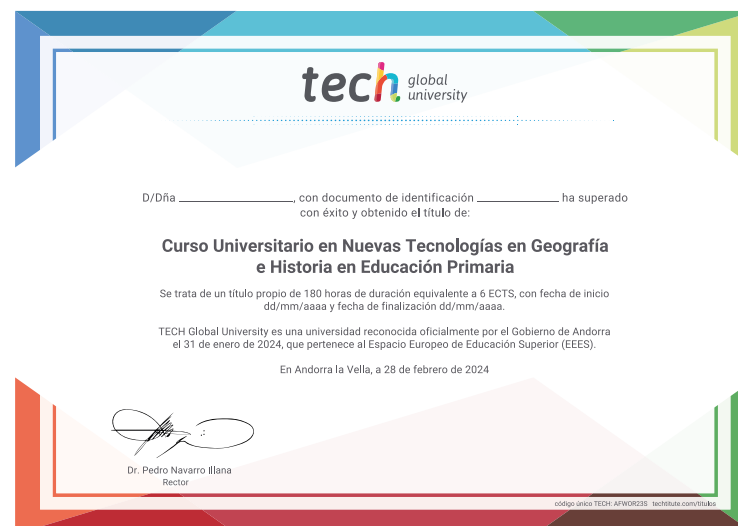 tech global university
D/Dña ____________________, con documento de identificación ______________ ha superado
con éxito y obtenido el título de:
Curso Universitario en Nuevas Tecnologías en Geografía
e Historia en Educación Primaria
Se trata de un título propio de 180 horas de duración equivalente a 6 ECTS, con fecha de inicio
dd/mm/aaaa y fecha de finalización dd/mm/aaaa.
TECH Global University es una universidad reconocida oficialmente por el Gobierno de Andorra
el 31 de enero de 2024, que pertenece al Espacio Europeo de Educación Superior (EEES).
En Andorra la Vella, a 28 de febrero de 2024
Dr. Pedro Navarro Illana
Rector
código único TECH: AFWOR23S techtitute.com/titulos